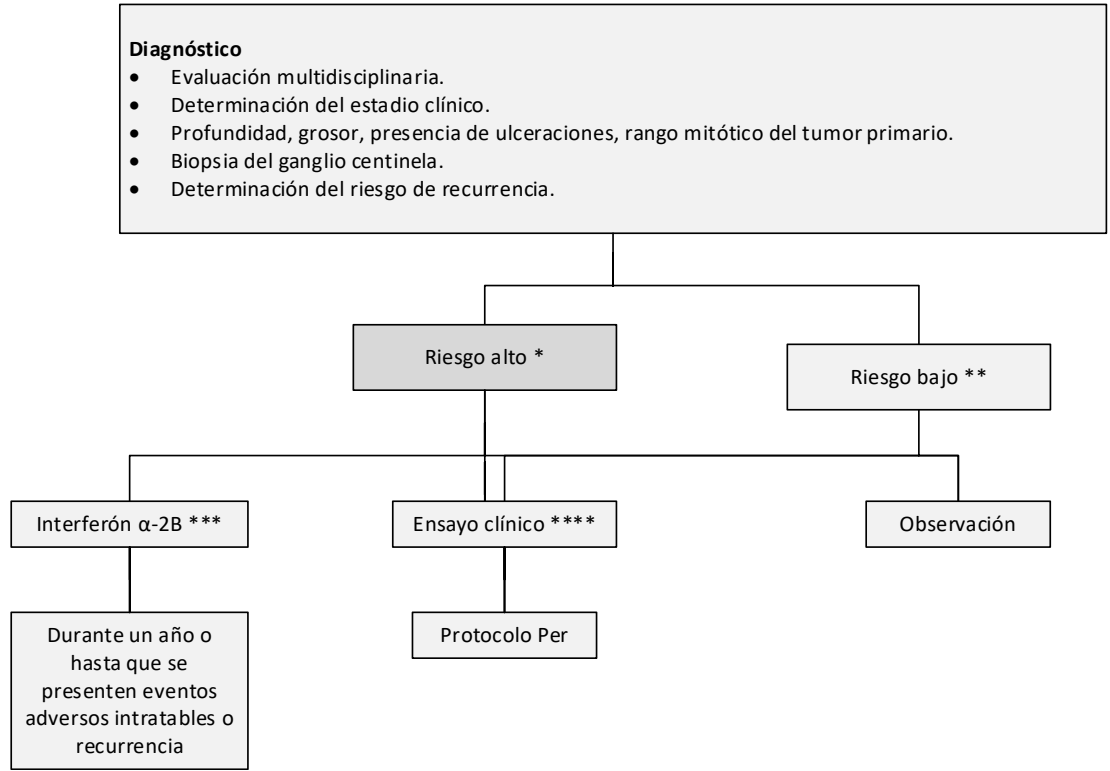 Diagnóstico
• Evaluación multidisciplinaria.
• Determinación del estadio clínico.
• Profundidad, grosor, presencia de ulceraciones, rango mitótico del tumor primario.
• Biopsia del ganglio centinela.
• Determinación del riesgo de recurrencia.
Riesgo alto *
Riesgo bajo **
Interferón α-2B ***
Ensayo clínico ****
Observación
Durante un año o
hasta que se
presenten eventos
adversos intratables o
recurrencia
Protocolo Per